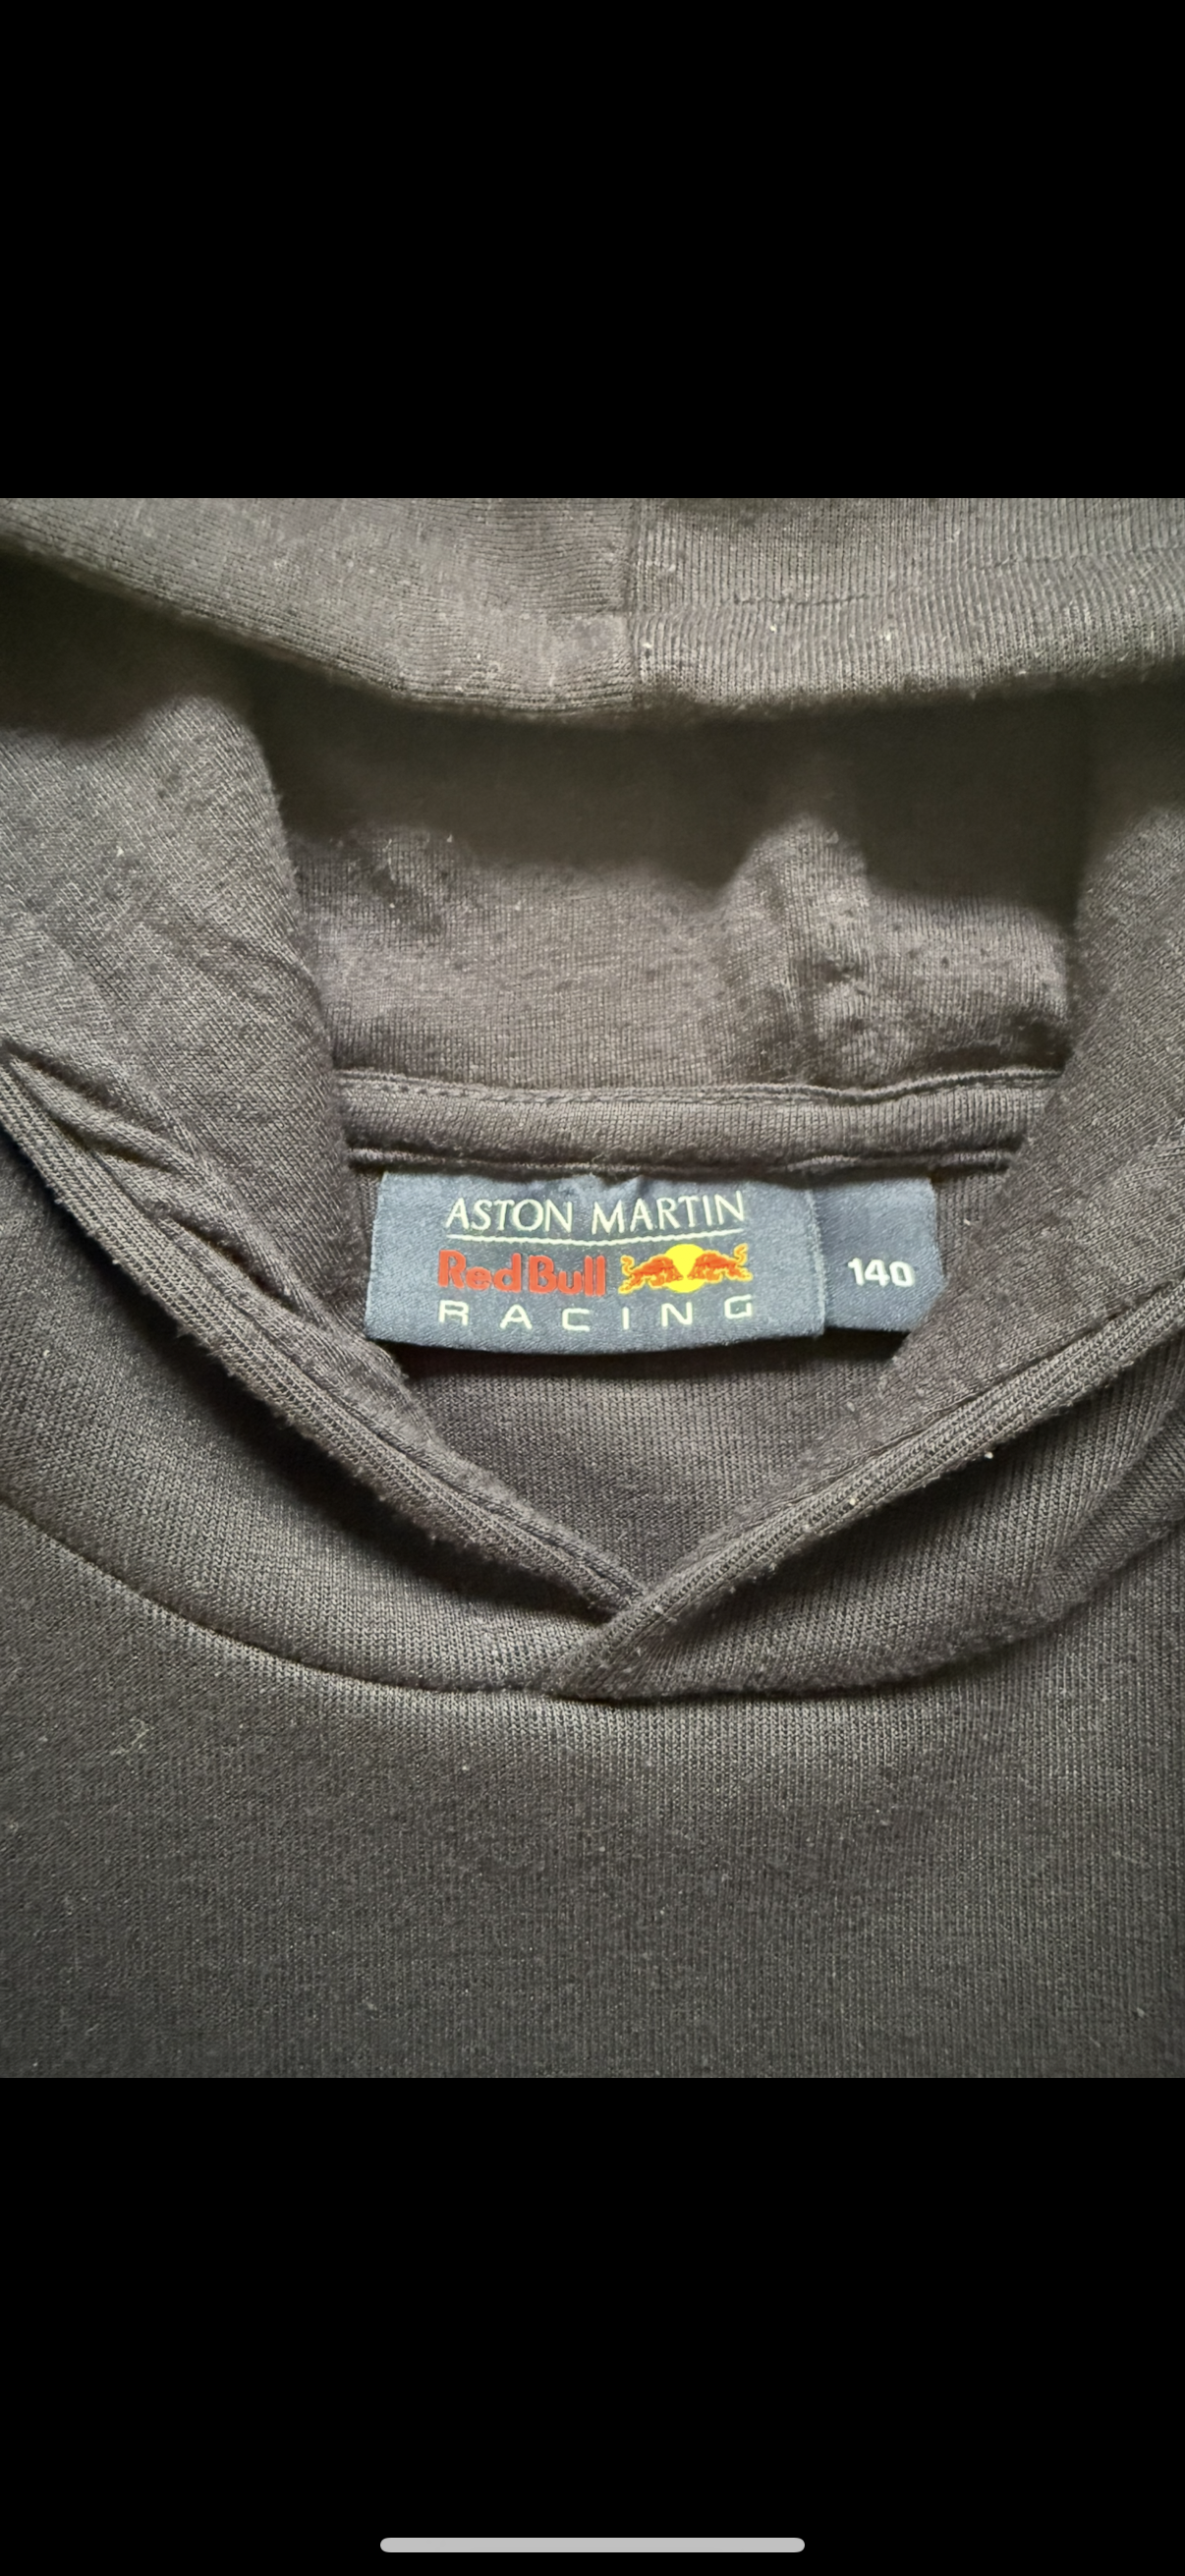 ASTON MARTIN
Red Bull
RACING
140